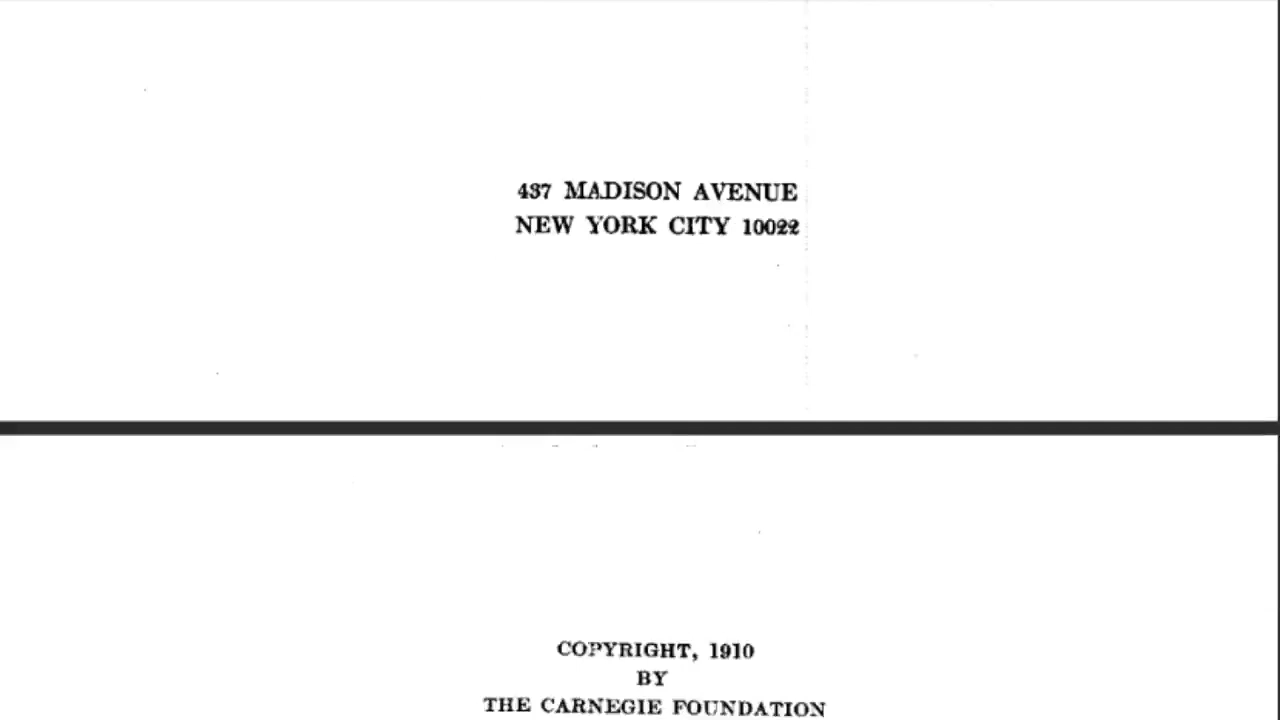 437 MADISON AVENUE
NEW YORK CITY 10022
COPYRIGHT, 1910
BY
THE CARNEGIE FOUNDATION